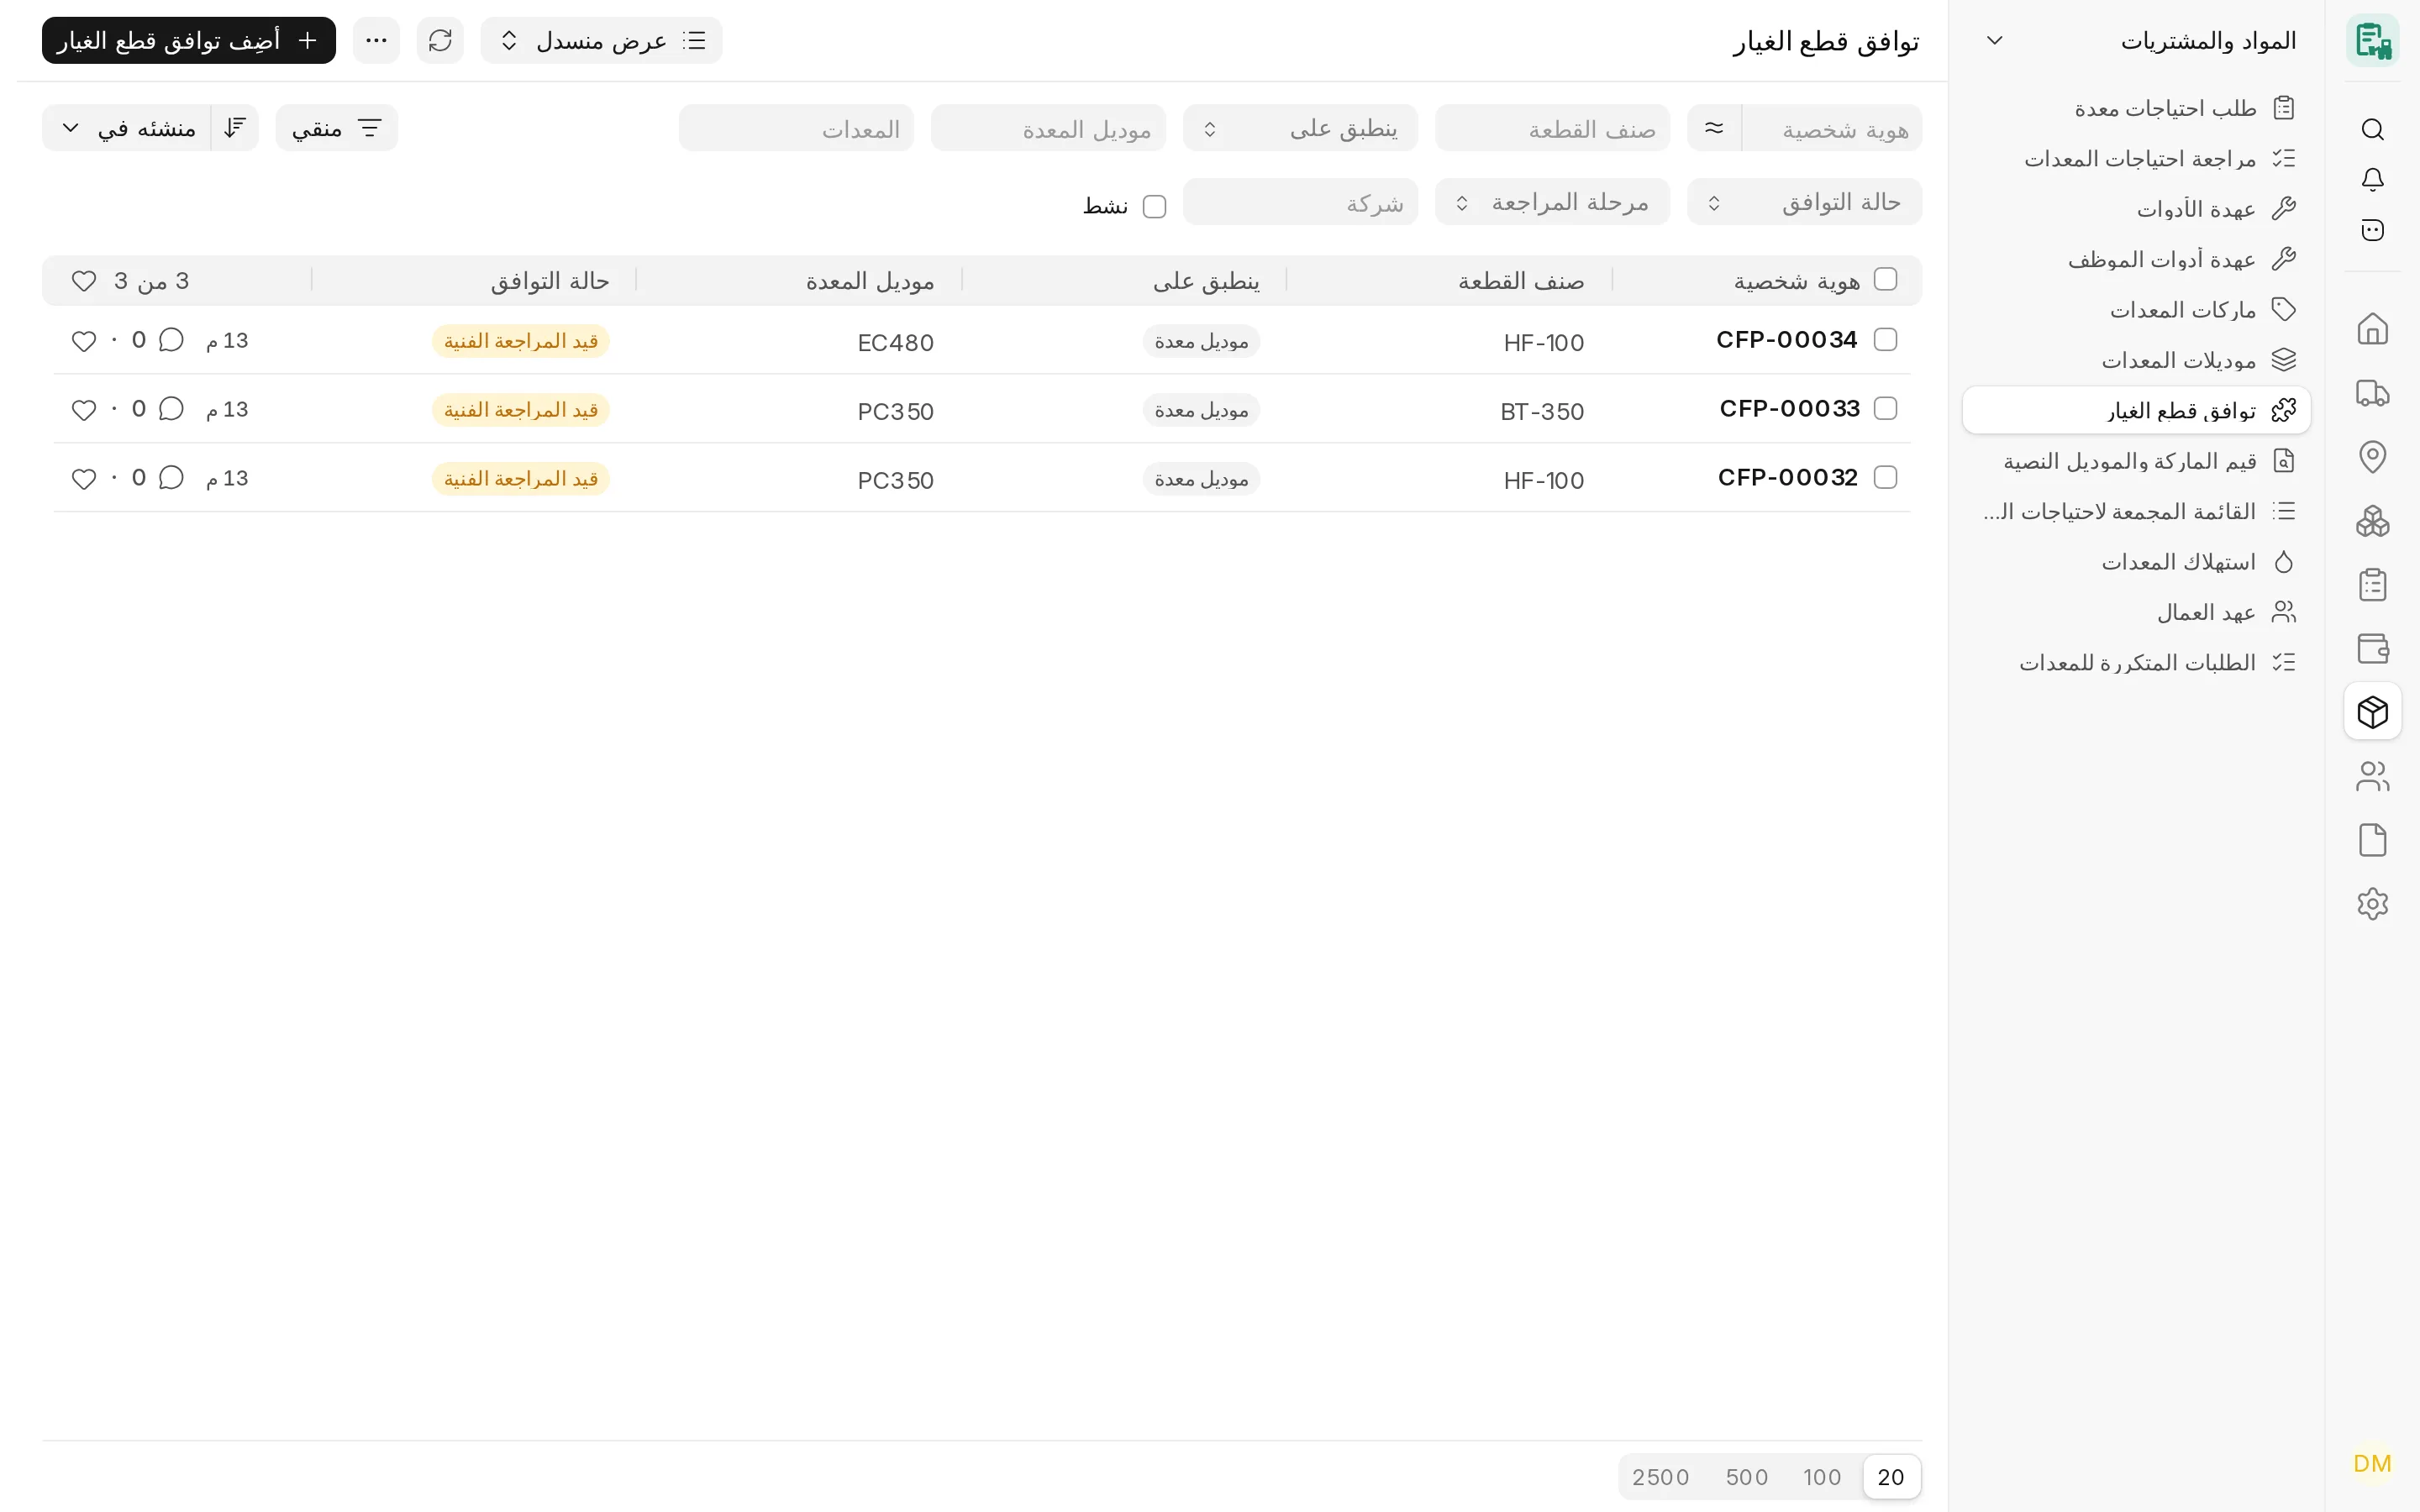 المواد والمشتريات
طلب احتياجات معدة
مراجعة احتياجات المعدات
عهدة الأدوات
عهدة أدوات الموظف
ماركات المعدات
موديلات المعدات
توافق قطع الغيار
قيم الماركة والموديل النصية
القائمة المجمعة لاحتياجات ال...
استهلاك المعدات
عهد العمال
الطلبات المتكررة للمعدات
DM
توافق قطع الغيار
عرض منسدل
أضِف توافق قطع الغيار
هوية شخصية ≈ صنف القطعة ينطبق على موديل المعدة المعدات
منقي منشئه في
حالة التوافق مرحلة المراجعة شركة نشط
هوية شخصية صنف القطعة ينطبق على موديل المعدة حالة التوافق 3 من 3
CFP-00034 HF-100 موديل معدة EC480 قيد المراجعة الفنية 13 م 0 ·
CFP-00033 BT-350 موديل معدة PC350 قيد المراجعة الفنية 13 م 0 ·
CFP-00032 HF-100 موديل معدة PC350 قيد المراجعة الفنية 13 م 0 ·
20 100 500 2500